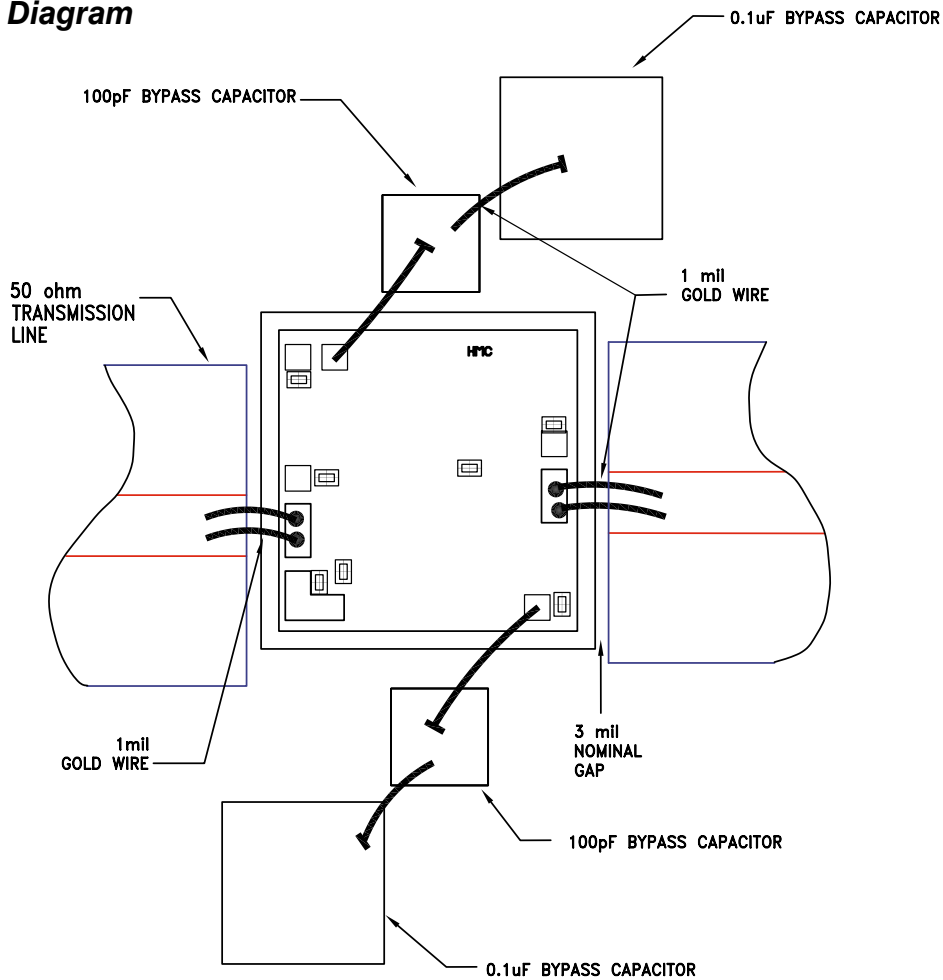 Diagram
0.1uF BYPASS CAPACITOR
100pF BYPASS CAPACITOR
1 mil
GOLD WIRE
50 ohm
TRANSMISSION
LINE
HMC
1mil
GOLD WIRE
3 mil
NOMINAL
GAP
100pF BYPASS CAPACITOR
0.1uF BYPASS CAPACITOR